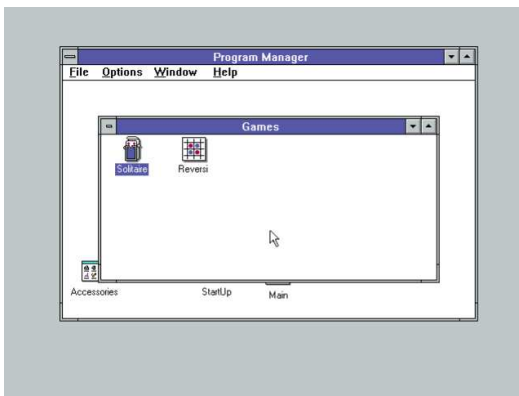 Program Manager
File Options Window Help
Games
Solitaire Reversi
Accessories StartUp Main